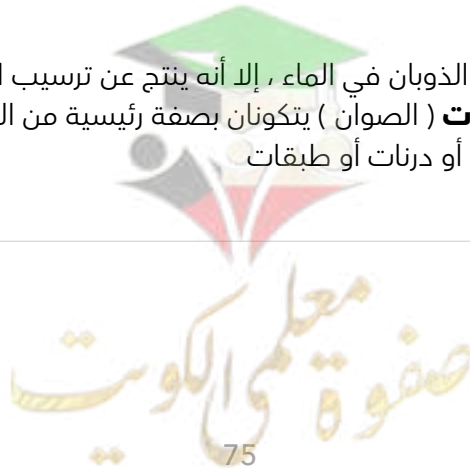 الذوبان في الماء ، إلا أنه ينتج عن ترسيب
ت ( الصوان ) يتكونان بصفة رئيسية من
أو درنات أو طبقات
صفوة معلمي الكويت
75